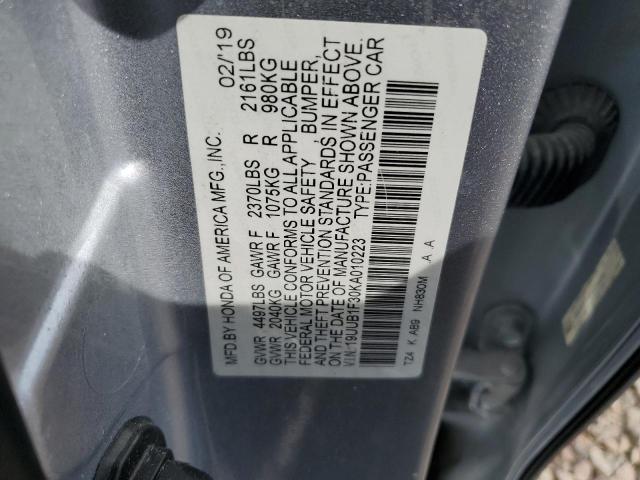 MFD.BY HONDA OF AMERICA MFG.,INC. 02/'19
GVWR 4497LBS GAWR F 2370LBS R 2161LBS
GVWR 2040KG GAWR F 1075KG R 980KG
THIS VEHICLE CONFORMS TO ALL APPLICABLE
FEDERAL MOTOR VEHICLE SAFETY , BUMPER,
AND THEFT PREVENTION STANDARDS IN EFFECT
ON THE DATE OF MANUFACTURE SHOWN ABOVE.
VIN:19UUB1F30KA010223 TYPE:PASSENGER CAR
TZ4 K AB9 NH830M A A